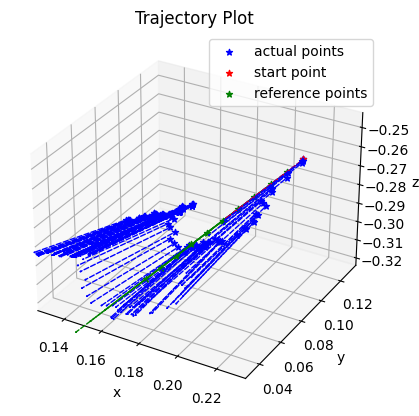 Trajectory Plot
actual points
start point
reference points
−0.25
−0.26
−0.27
−0.28
−0.29
−0.30
−0.31
−0.32
z
0.14
0.16
0.18
0.20
0.22
x
0.04
0.06
0.08
0.10
0.12
y